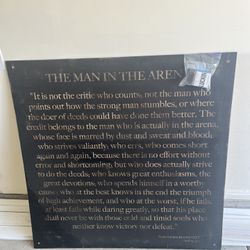 THE MAN IN THE AREN
"It is not the critic who counts; not the man who
points out how the strong man stumbles, or where
the doer of deeds could have done them better. The
credit belongs to the man who is actually in the arena,
whose face is marred by dust and sweat and blood;
who strives valiantly; who errs, who comes short
again and again, because there is no effort without
error and shortcoming; but who does actually strive
to do the deeds; who knows great enthusiasms, the
great devotions; who spends himself in a worthy
cause; who at the best knows in the end the triumph
of high achievement, and who at the worst, if he fails,
at least fails while daring greatly, so that his place
shall never be with those cold and timid souls who
neither know victory nor defeat."